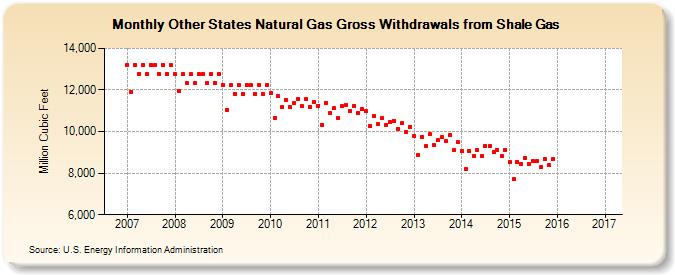 Monthly Other States Natural Gas Gross Withdrawals from Shale Gas
Million Cubic Feet
14,000
12,000
10,000
8,000
6,000
2007 2008 2009 2010 2011 2012 2013 2014 2015 2016 2017
Source: U.S. Energy Information Administration